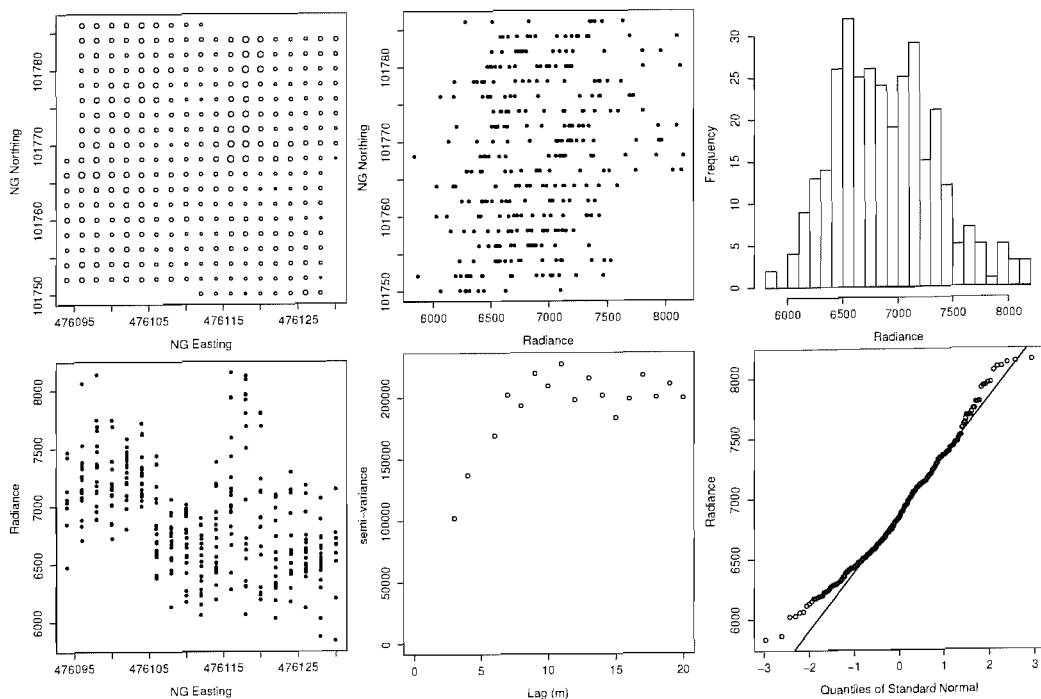 NG Northing
101750 101760 101770 101780
476095 476105 476115 476125
NG Easting
NG Northing
101750 101760 101770 101780
6000 6500 7000 7500 8000
Radiance
Frequency
0 5 10 15 20 25 30
6000 7000 8000
Radiance
Radiance
6000 6500 7000 7500 8000
476095 476105 476115 476125
NG Easting
semi-variance
0 50000 100000 150000 200000
0 5 10 15 20
Lag (m)
Radiance
6000 6500 7500 8000
-3 -2 -1 0 1 2 3
Quantiles of Standard Normal